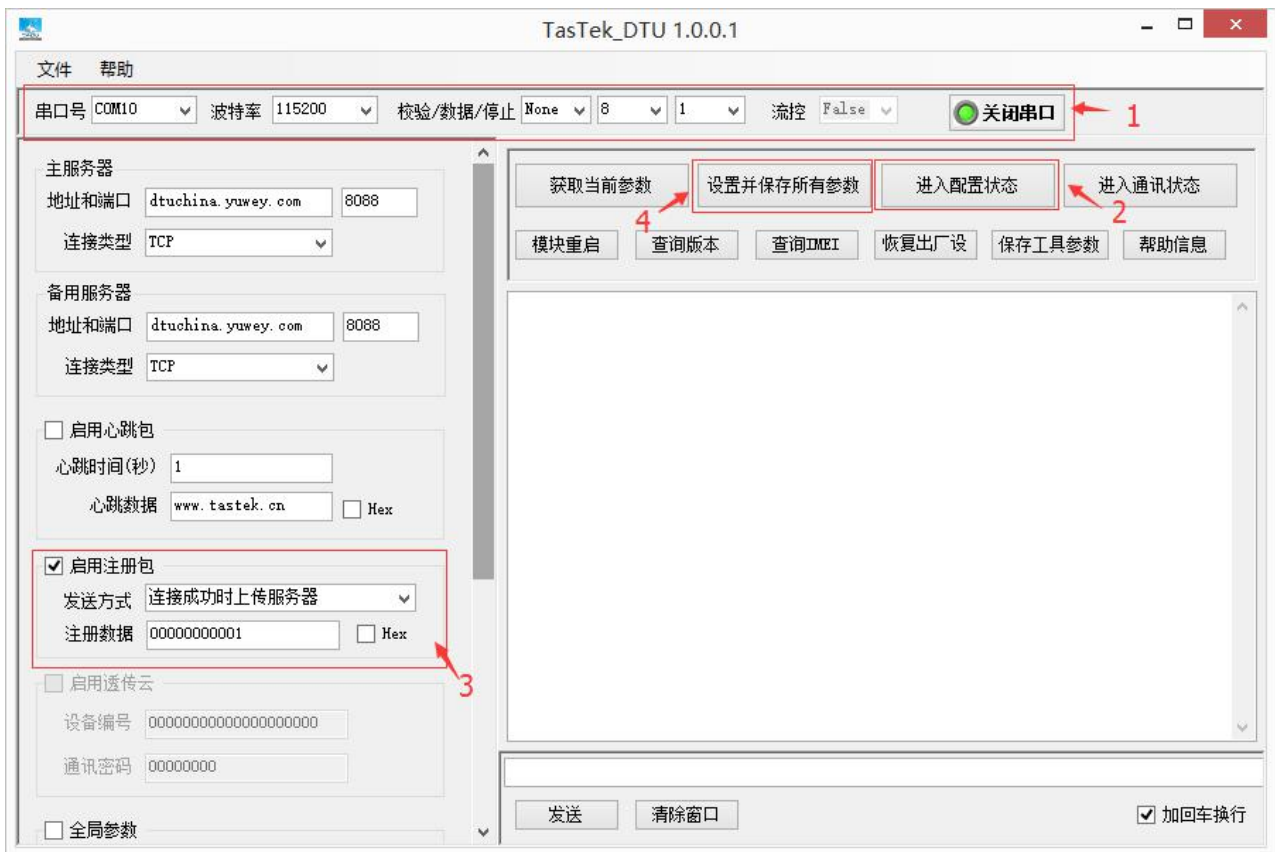 TasTek_DTU 1.0.0.1
文件 帮助
串口号 COM10 波特率 115200 校验/数据/停止 None 8 1 流控 False 关闭串口 1
主服务器
地址和端口 dtuchina.yuwey.com 8088
连接类型 TCP
备用服务器
地址和端口 dtuchina.yuwey.com 8088
连接类型 TCP
启用心跳包
心跳时间(秒) 1
心跳数据 www.tastek.cn Hex
启用注册包
发送方式 连接成功时上传服务器
注册数据 00000000001 Hex
3
启用透传云
设备编号 00000000000000000000
通讯密码 00000000
全局参数
获取当前参数 设置并保存所有参数 进入配置状态 进入通讯状态
4 2
模块重启 查询版本 查询IMEI 恢复出厂设 保存工具参数 帮助信息
发送 清除窗口 加回车换行